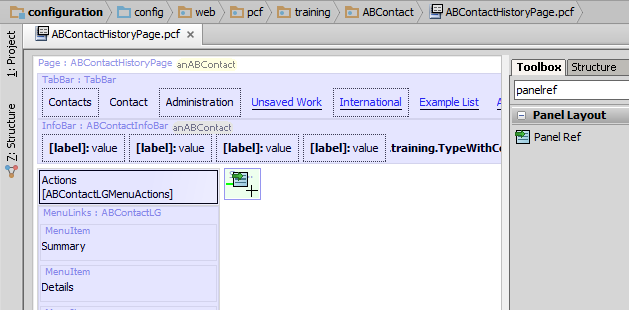 configuration config web pcf training ABContact ABContactHistoryPage.pcf
ABContactHistoryPage.pcf ×
1: Project
Z: Structure
Page : ABContactHistoryPage anABContact
TabBar : TabBar
Contacts Contact Administration Unsaved Work International Example List A
InfoBar : ABContactInfoBar anABContact
[label]: value [label]: value [label]: value [label]: value .training.TypeWithCo
Actions
[ABContactLGMenuActions]
MenuLinks : ABContactLG
MenuItem
Summary
MenuItem
Details
Toolbox Structure
panelref
Panel Layout
Panel Ref